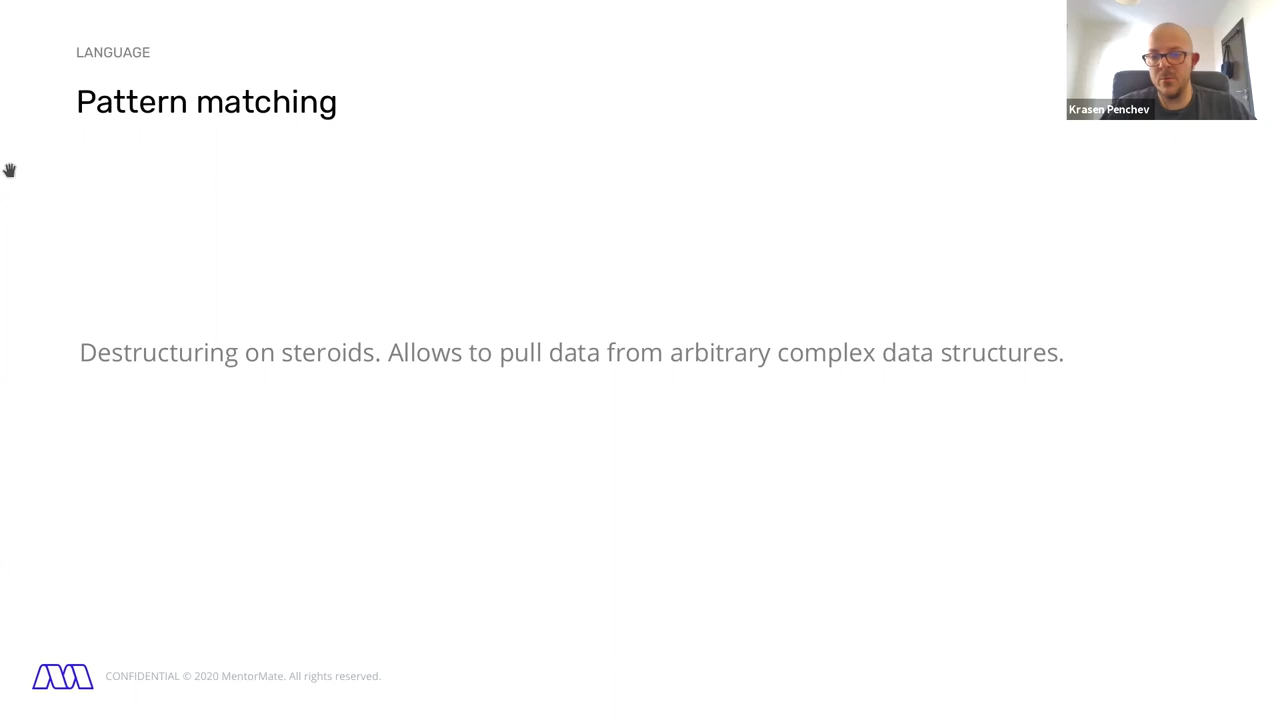 LANGUAGE
Pattern matching
Krasen Penchev
Destructuring on steroids. Allows to pull data from arbitrary complex data structures.
CONFIDENTIAL © 2020 MentorMate. All rights reserved.